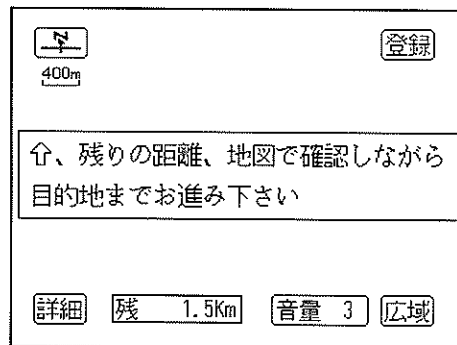 N
登録
400m
⇧、残りの距離、地図で確認しながら
目的地までお進み下さい
詳細 残 1.5Km 音量 3 広域